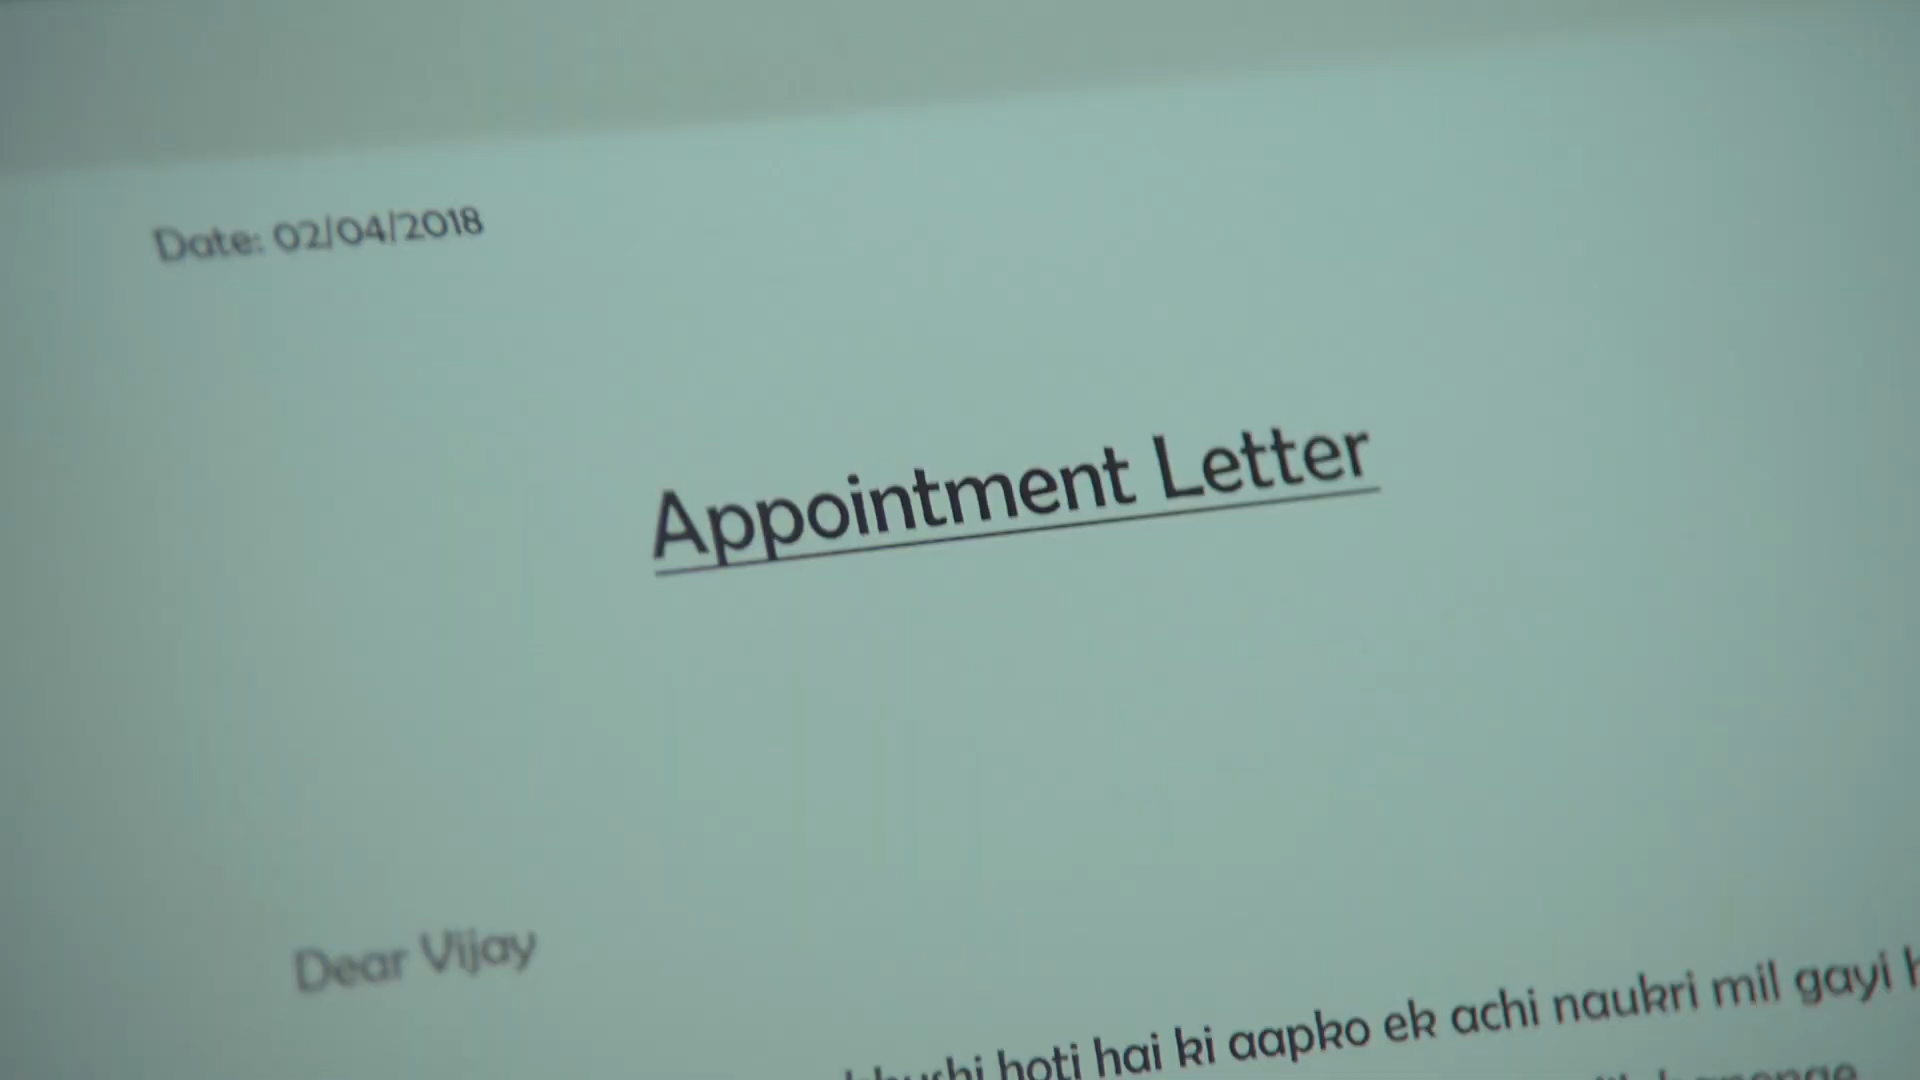 Date: 02/04/2018
Appointment Letter
Dear Vijay
hoti hai ki aapko ek achi naukri mil gayi